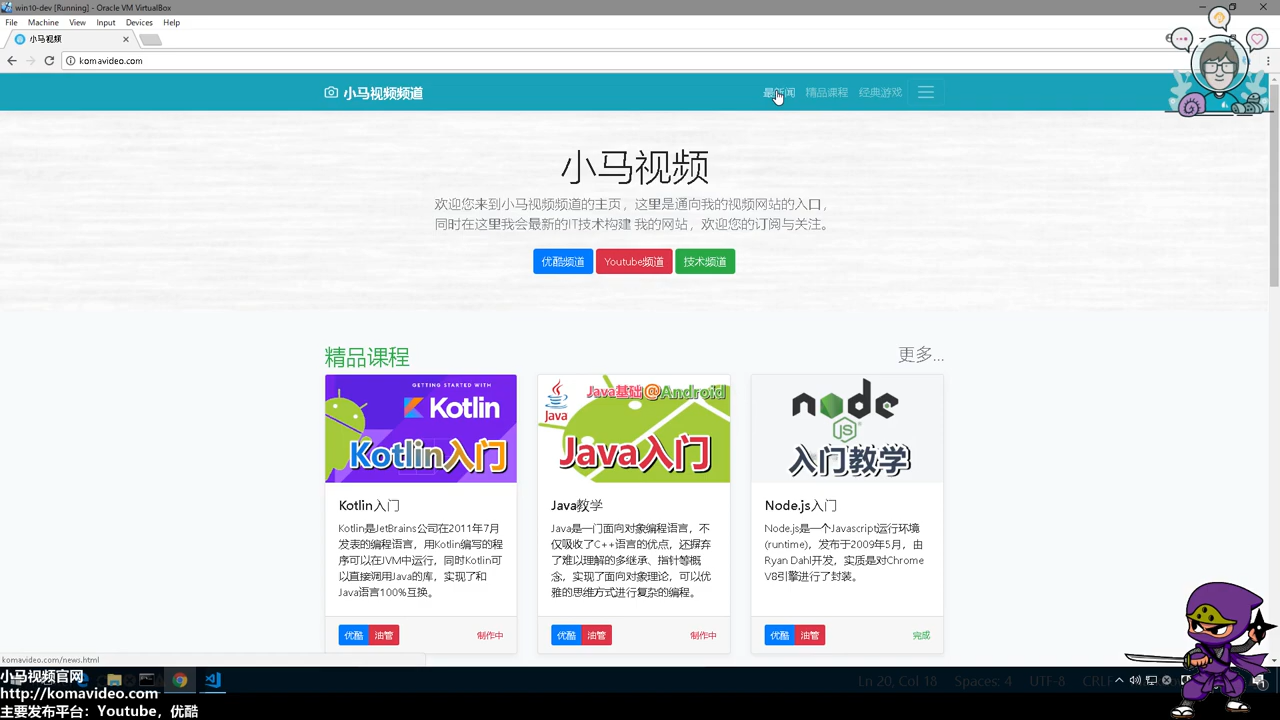 win10-dev [Running] - Oracle VM VirtualBox
File Machine View Input Devices Help
小马视频
komavideo.com
小马视频频道
最新闻 精品课程 经典游戏
小马视频
欢迎您来到小马视频频道的主页，这里是通向我的视频网站的入口，
同时在这里我会最新的IT技术构建 我的网站，欢迎您的订阅与关注。
优酷频道 Youtube频道 技术频道
精品课程
更多...
GETTING STARTED WITH
Kotlin
Kotlin入门
Java
Java基础@Android
Java入门
node
JS
入门教学
Kotlin入门
Kotlin是JetBrains公司在2011年7月
发表的编程语言，用Kotlin编写的程
序可以在JVM中运行，同时Kotlin可
以直接调用Java的库，实现了和
Java语言100%互换。
优酷 油管 制作中
Java教学
Java是一门面向对象编程语言，不
仅吸收了C++语言的优点，还摒弃
了难以理解的多继承、指针等概
念，实现了面向对象理论，可以优
雅的思维方式进行复杂的编程。
优酷 油管 制作中
Node.js入门
Node.js是一个Javascript运行环境
(runtime)，发布于2009年5月，由
Ryan Dahl开发，实质是对Chrome
V8引擎进行了封装。
优酷 油管 完成
komavideo.com/news.html
小马视频官网
http://komavideo.com
主要发布平台：Youtube，优酷
Ln 20, Col 18 Spaces: 4 UTF-8 CRL